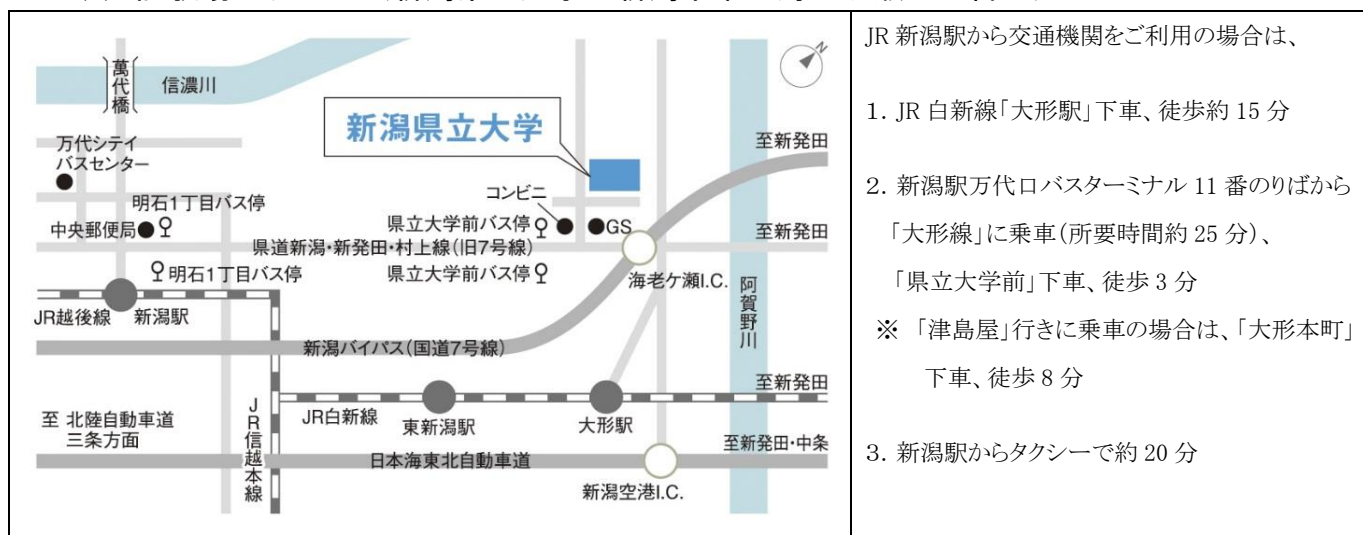 萬代橋
信濃川
N
新潟県立大学
至新発田
万代シテイ
バスセンター
明石1丁目バス停
コンビニ
中央郵便局
県立大学前バス停
GS
至新発田
県道新潟・新発田・村上線(旧7号線)
明石1丁目バス停
県立大学前バス停
海老ケ瀬I.C.
阿賀野川
JR越後線
新潟駅
新潟バイパス(国道7号線)
至新発田
JR白新線
東新潟駅
大形駅
至 北陸自動車道
三条方面
JR信越本線
日本海東北自動車道
至新発田・中条
新潟空港I.C.
JR 新潟駅から交通機関をご利用の場合は、
1. JR 白新線「大形駅」下車、徒歩約 15 分
2. 新潟駅万代口バスターミナル 11 番のりばから
「大形線」に乗車(所要時間約 25 分)、
「県立大学前」下車、徒歩 3 分
※ 「津島屋」行きに乗車の場合は、「大形本町」
下車、徒歩 8 分
3. 新潟駅からタクシーで約 20 分